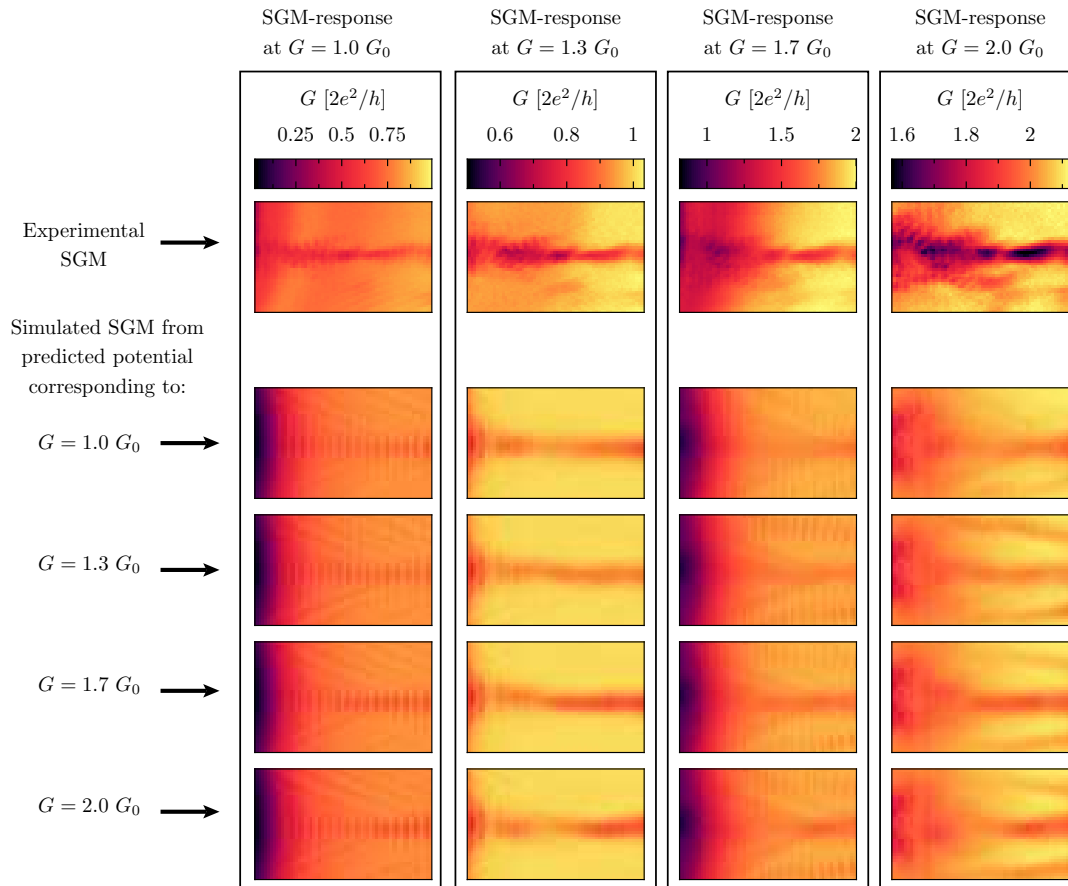 SGM-response
at G = 1.0 G₀
SGM-response
at G = 1.3 G₀
SGM-response
at G = 1.7 G₀
SGM-response
at G = 2.0 G₀
G [2e²/h]
0.25 0.5 0.75
G [2e²/h]
0.6 0.8 1
G [2e²/h]
1 1.5 2
G [2e²/h]
1.6 1.8 2
Experimental
SGM
Simulated SGM from
predicted potential
corresponding to:
G = 1.0 G₀
G = 1.3 G₀
G = 1.7 G₀
G = 2.0 G₀